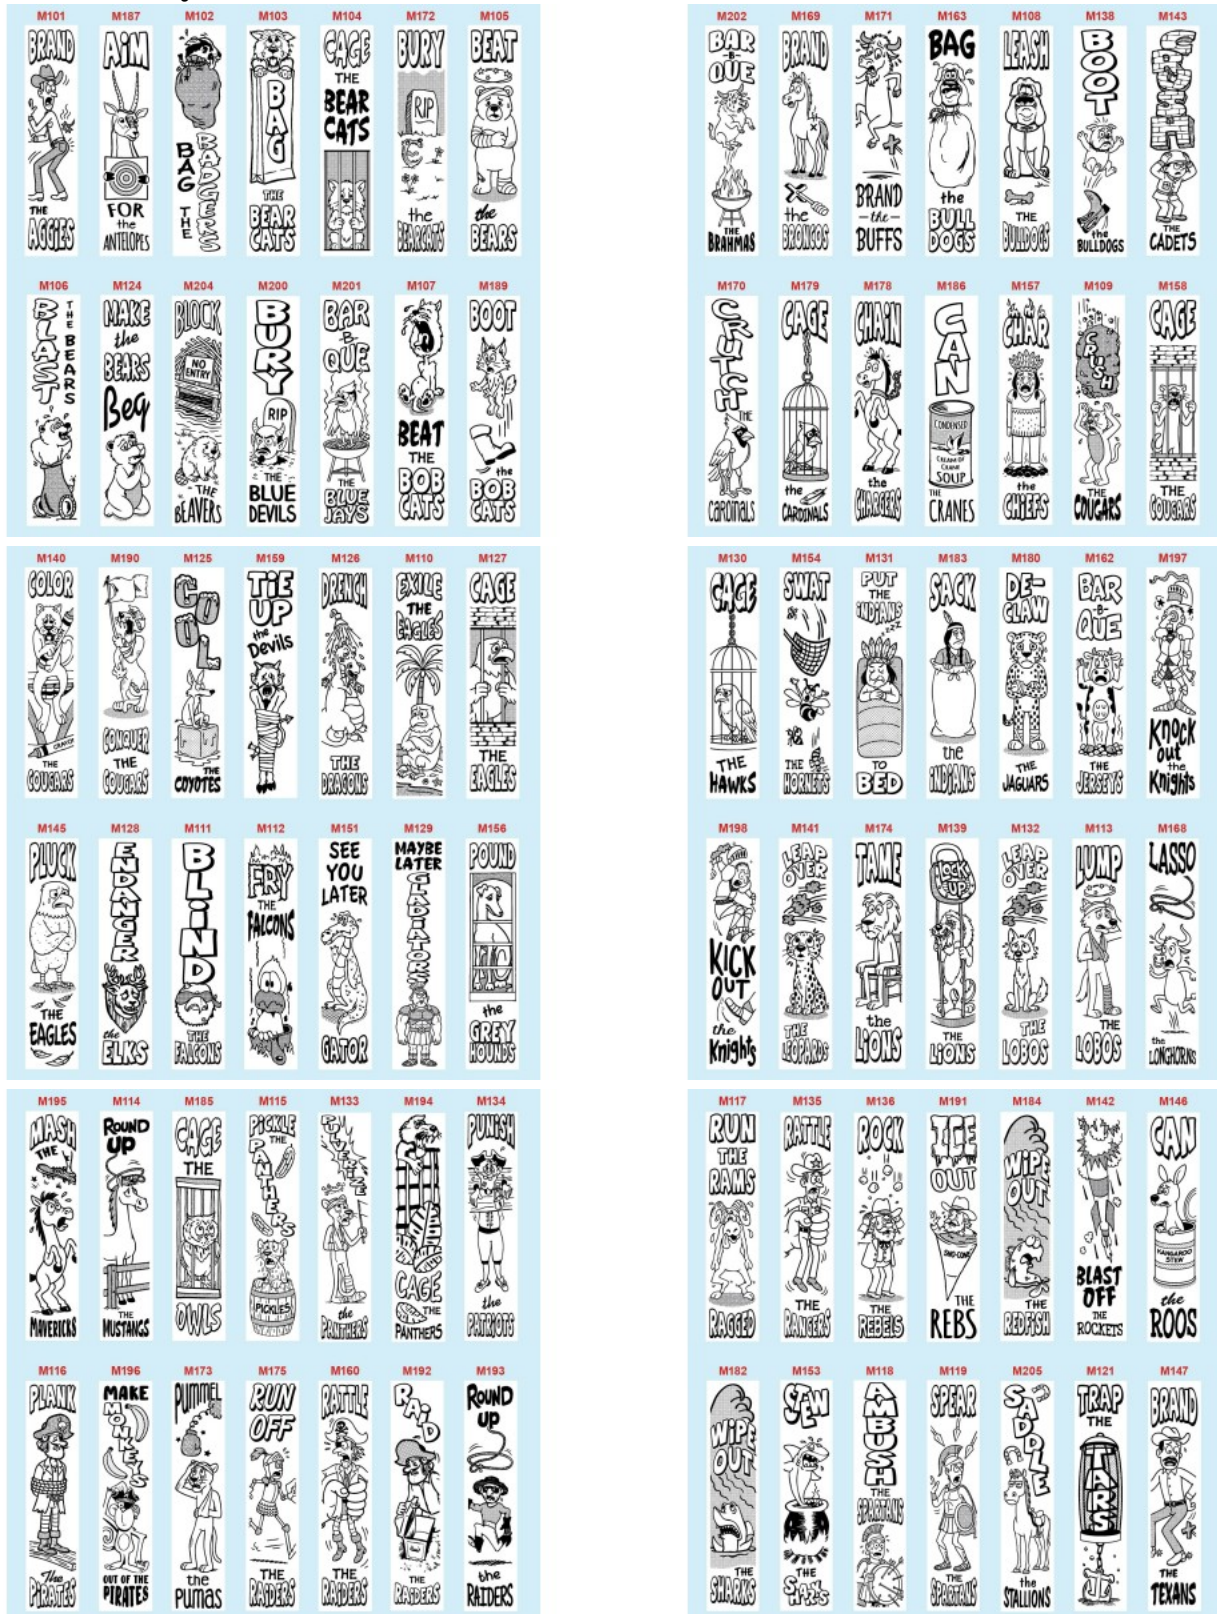 M101 M187 M102 M103 M104 M172 M105
BRAND
THE
AGGIES
AIM
FOR
the
ANTELOPES
BAG
THE
BADGERS
BAG
THE
BEAR
CATS
CAGE
THE
BEAR
CATS
BURY
RIP
the
BEARCATS
BEAT
the
BEARS
M202 M169 M171 M163 M108 M138 M143
BAR
-B-
QUE
THE
BRAHMAS
BRAND
the
BRONCOS
BRAND
-the-
BUFFS
BAG
the
BULL
DOGS
LEASH
THE
BULLDOGS
BOOT
the
BULLDOGS
CRUSH
THE
CADETS
M106 M124 M204 M200 M201 M107 M189
BLAST
THE BEARS
MAKE
the
BEARS
Beg
BLOCK
NO
ENTRY
THE
BEAVERS
BURY
RIP
THE
BLUE
DEVILS
BAR
-B-
QUE
THE
BLUE
JAYS
BEAT
THE
BOB
CATS
BOOT
the
BOB
CATS
M170 M179 M178 M186 M157 M109 M158
CRUTCH
THE
CARDINALS
CAGE
the
CARDINALS
CHAIN
the
CHARGERS
CAN
CONDENSED
CREAM OF
CRANE
SOUP
THE
CRANES
CHAR
the
CHIEFS
CRUSH
THE
COUGARS
CAGE
THE
COUGARS
M140 M190 M125 M159 M126 M110 M127
COLOR
CRAYON
THE
COUGARS
CONQUER
THE
COUGARS
COOL
THE
COYOTES
TIE
UP
the
Devils
DRENCH
THE
DRAGONS
EXILE
THE
EAGLES
CAGE
THE
EAGLES
M130 M154 M131 M183 M180 M162 M197
CAGE
THE
HAWKS
SWAT
THE
HORNETS
PUT
THE
INDIANS
ZZZZ
TO
BED
SACK
the
INDIANS
DE-
CLAW
THE
JAGUARS
BAR
-B-
QUE
THE
JERSEYS
Knock
out
the
Knights
M145 M128 M111 M112 M151 M129 M156
PLUCK
THE
EAGLES
ENDANGER
the
ELKS
BLIND
THE
FALCONS
FRY
THE
FALCONS
SEE
YOU
LATER
GATOR
MAYBE
LATER
GLADIATORS
POUND
the
GREY
HOUNDS
M198 M141 M174 M139 M132 M113 M168
KICK
OUT
the
Knights
LEAP
OVER
THE
LEOPARDS
TAME
the
LIONS
LOCK
UP
THE
LIONS
LEAP
OVER
THE
LOBOS
LUMP
THE
LOBOS
LASSO
the
LONGHORNS
M195 M114 M185 M115 M133 M194 M134
MASH
THE
MAVERICKS
ROUND
UP
THE
MUSTANGS
CAGE
THE
OWLS
PICKLE
THE
PANTHERS
PICKLES
PULVERIZE
the
PANTHERS
CAGE
THE
PANTHERS
PUNISH
the
PATRIOTS
M117 M135 M136 M191 M184 M142 M146
RUN
THE
RAMS
RAGGED
RATTLE
THE
RANGERS
ROCK
THE
REBELS
ICE
OUT
SNO-CONE
THE
REBS
WIPE
OUT
THE
REDFISH
BLAST
OFF
THE
ROCKETS
CAN
KANGAROO
STEW
the
ROOS
M116 M196 M173 M175 M160 M192 M193
PLANK
The
PIRATES
MAKE
MONKEYS
OUT OF THE
PIRATES
PUMMEL
the
PUMAS
RUN
OFF
THE
RAIDERS
RATTLE
THE
RAIDERS
RAID
THE
RAIDERS
ROUND
UP
the
RAIDERS
M182 M153 M118 M119 M205 M121 M147
WIPE
OUT
THE
SHARKS
STEW
THE
AMBUSH
THE
SPARTANS
SPEAR
THE
SPARTANS
SADDLE
the
STALLIONS
TRAP
THE
TARS
BRAND
THE
TEXANS